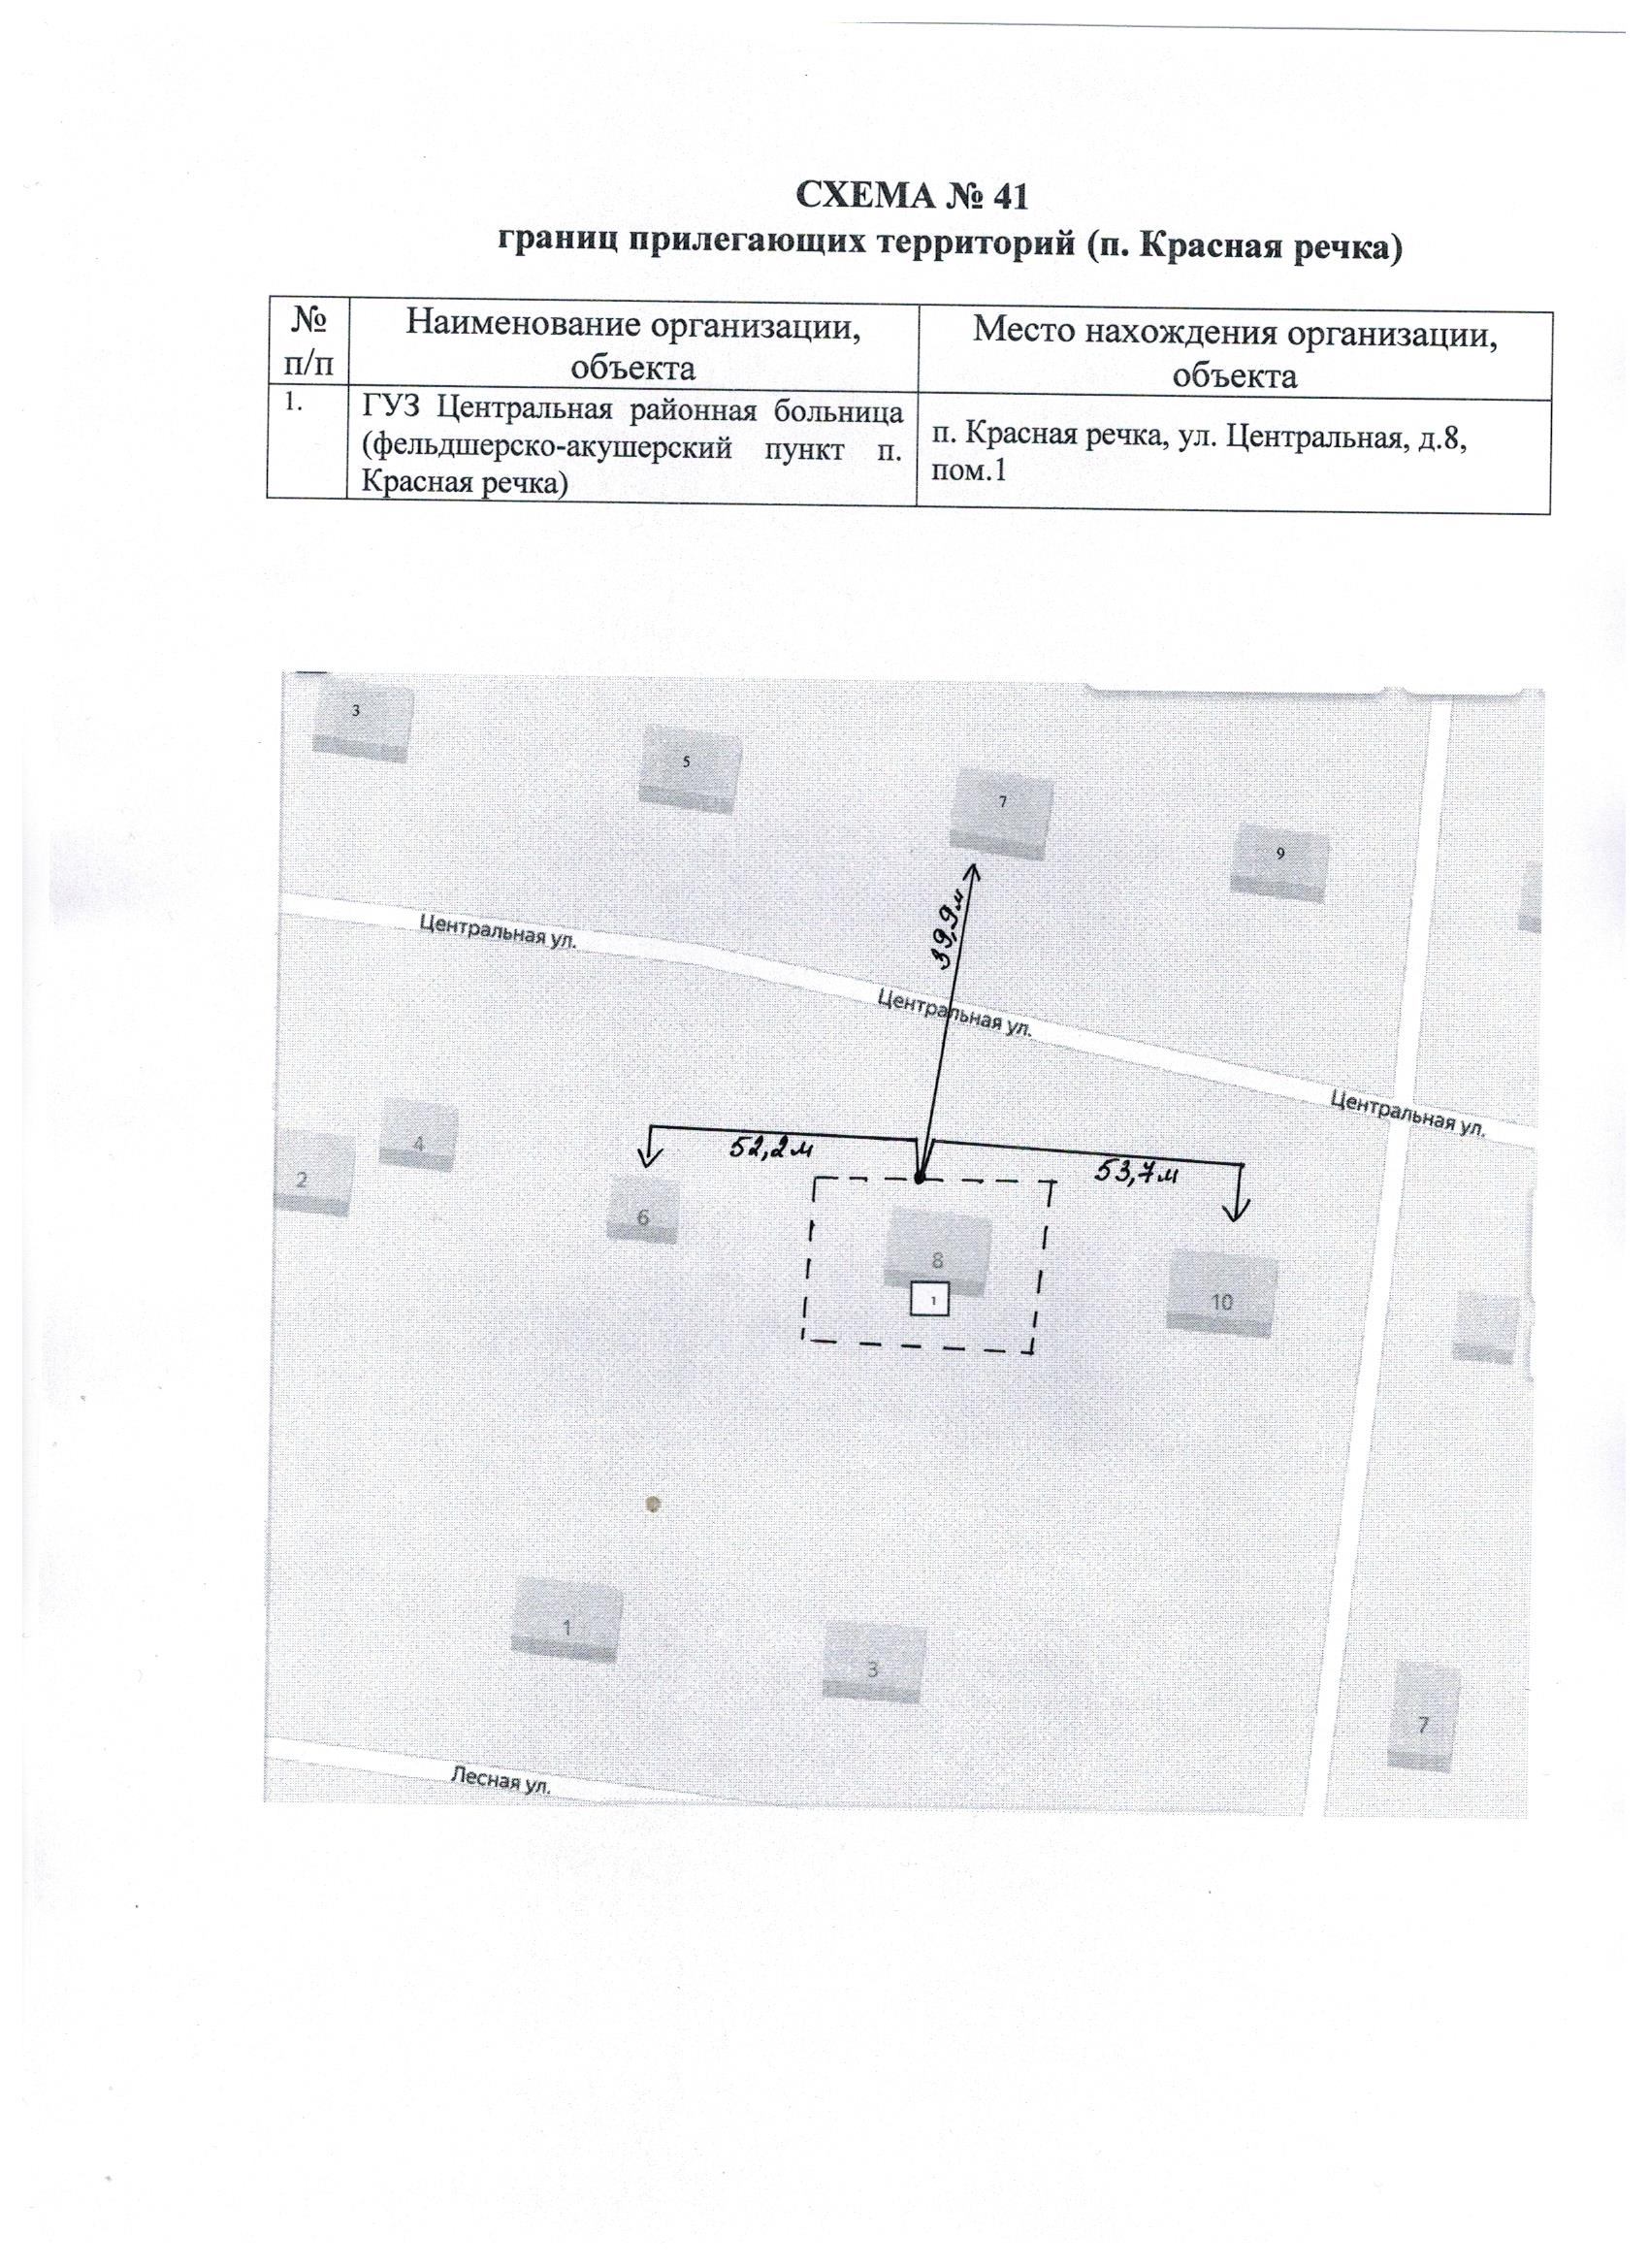 СХЕМА № 41
границ прилегающих территорий (п. Красная речка)
№ п/п
Наименование организации, объекта
Место нахождения организации, объекта
1.
ГУЗ Центральная районная больница
(фельдшерско-акушерский пункт п.
Красная речка)
п. Красная речка, ул. Центральная, д.8,
пом.1
3
5
7
9
39,9м
Центральная ул.
Центральная ул.
Центральная ул.
52,2м
53,7м
4
2
6
8
1
10
1
3
7
Лесная ул.